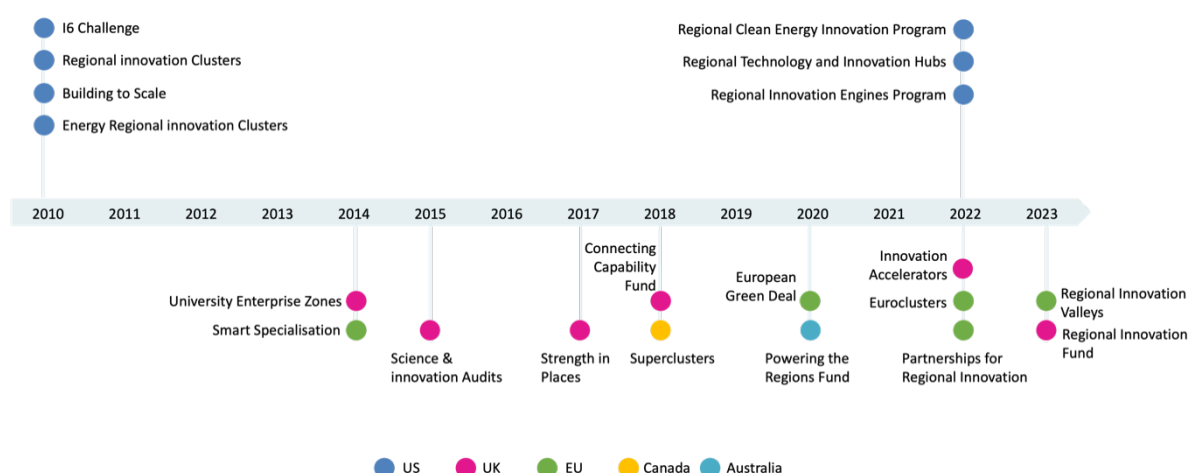 I6 Challenge
Regional innovation Clusters
Building to Scale
Energy Regional innovation Clusters
Regional Clean Energy Innovation Program
Regional Technology and Innovation Hubs
Regional Innovation Engines Program
2010 2011 2012 2013 2014 2015 2016 2017 2018 2019 2020 2021 2022 2023
University Enterprise Zones
Smart Specialisation
Science &
innovation Audits
Strength in
Places
Connecting
Capability
Fund
Superclusters
European
Green Deal
Powering the
Regions Fund
Innovation
Accelerators
Euroclusters
Partnerships for
Regional Innovation
Regional Innovation
Valleys
Regional Innovation
Fund
US UK EU Canada Australia